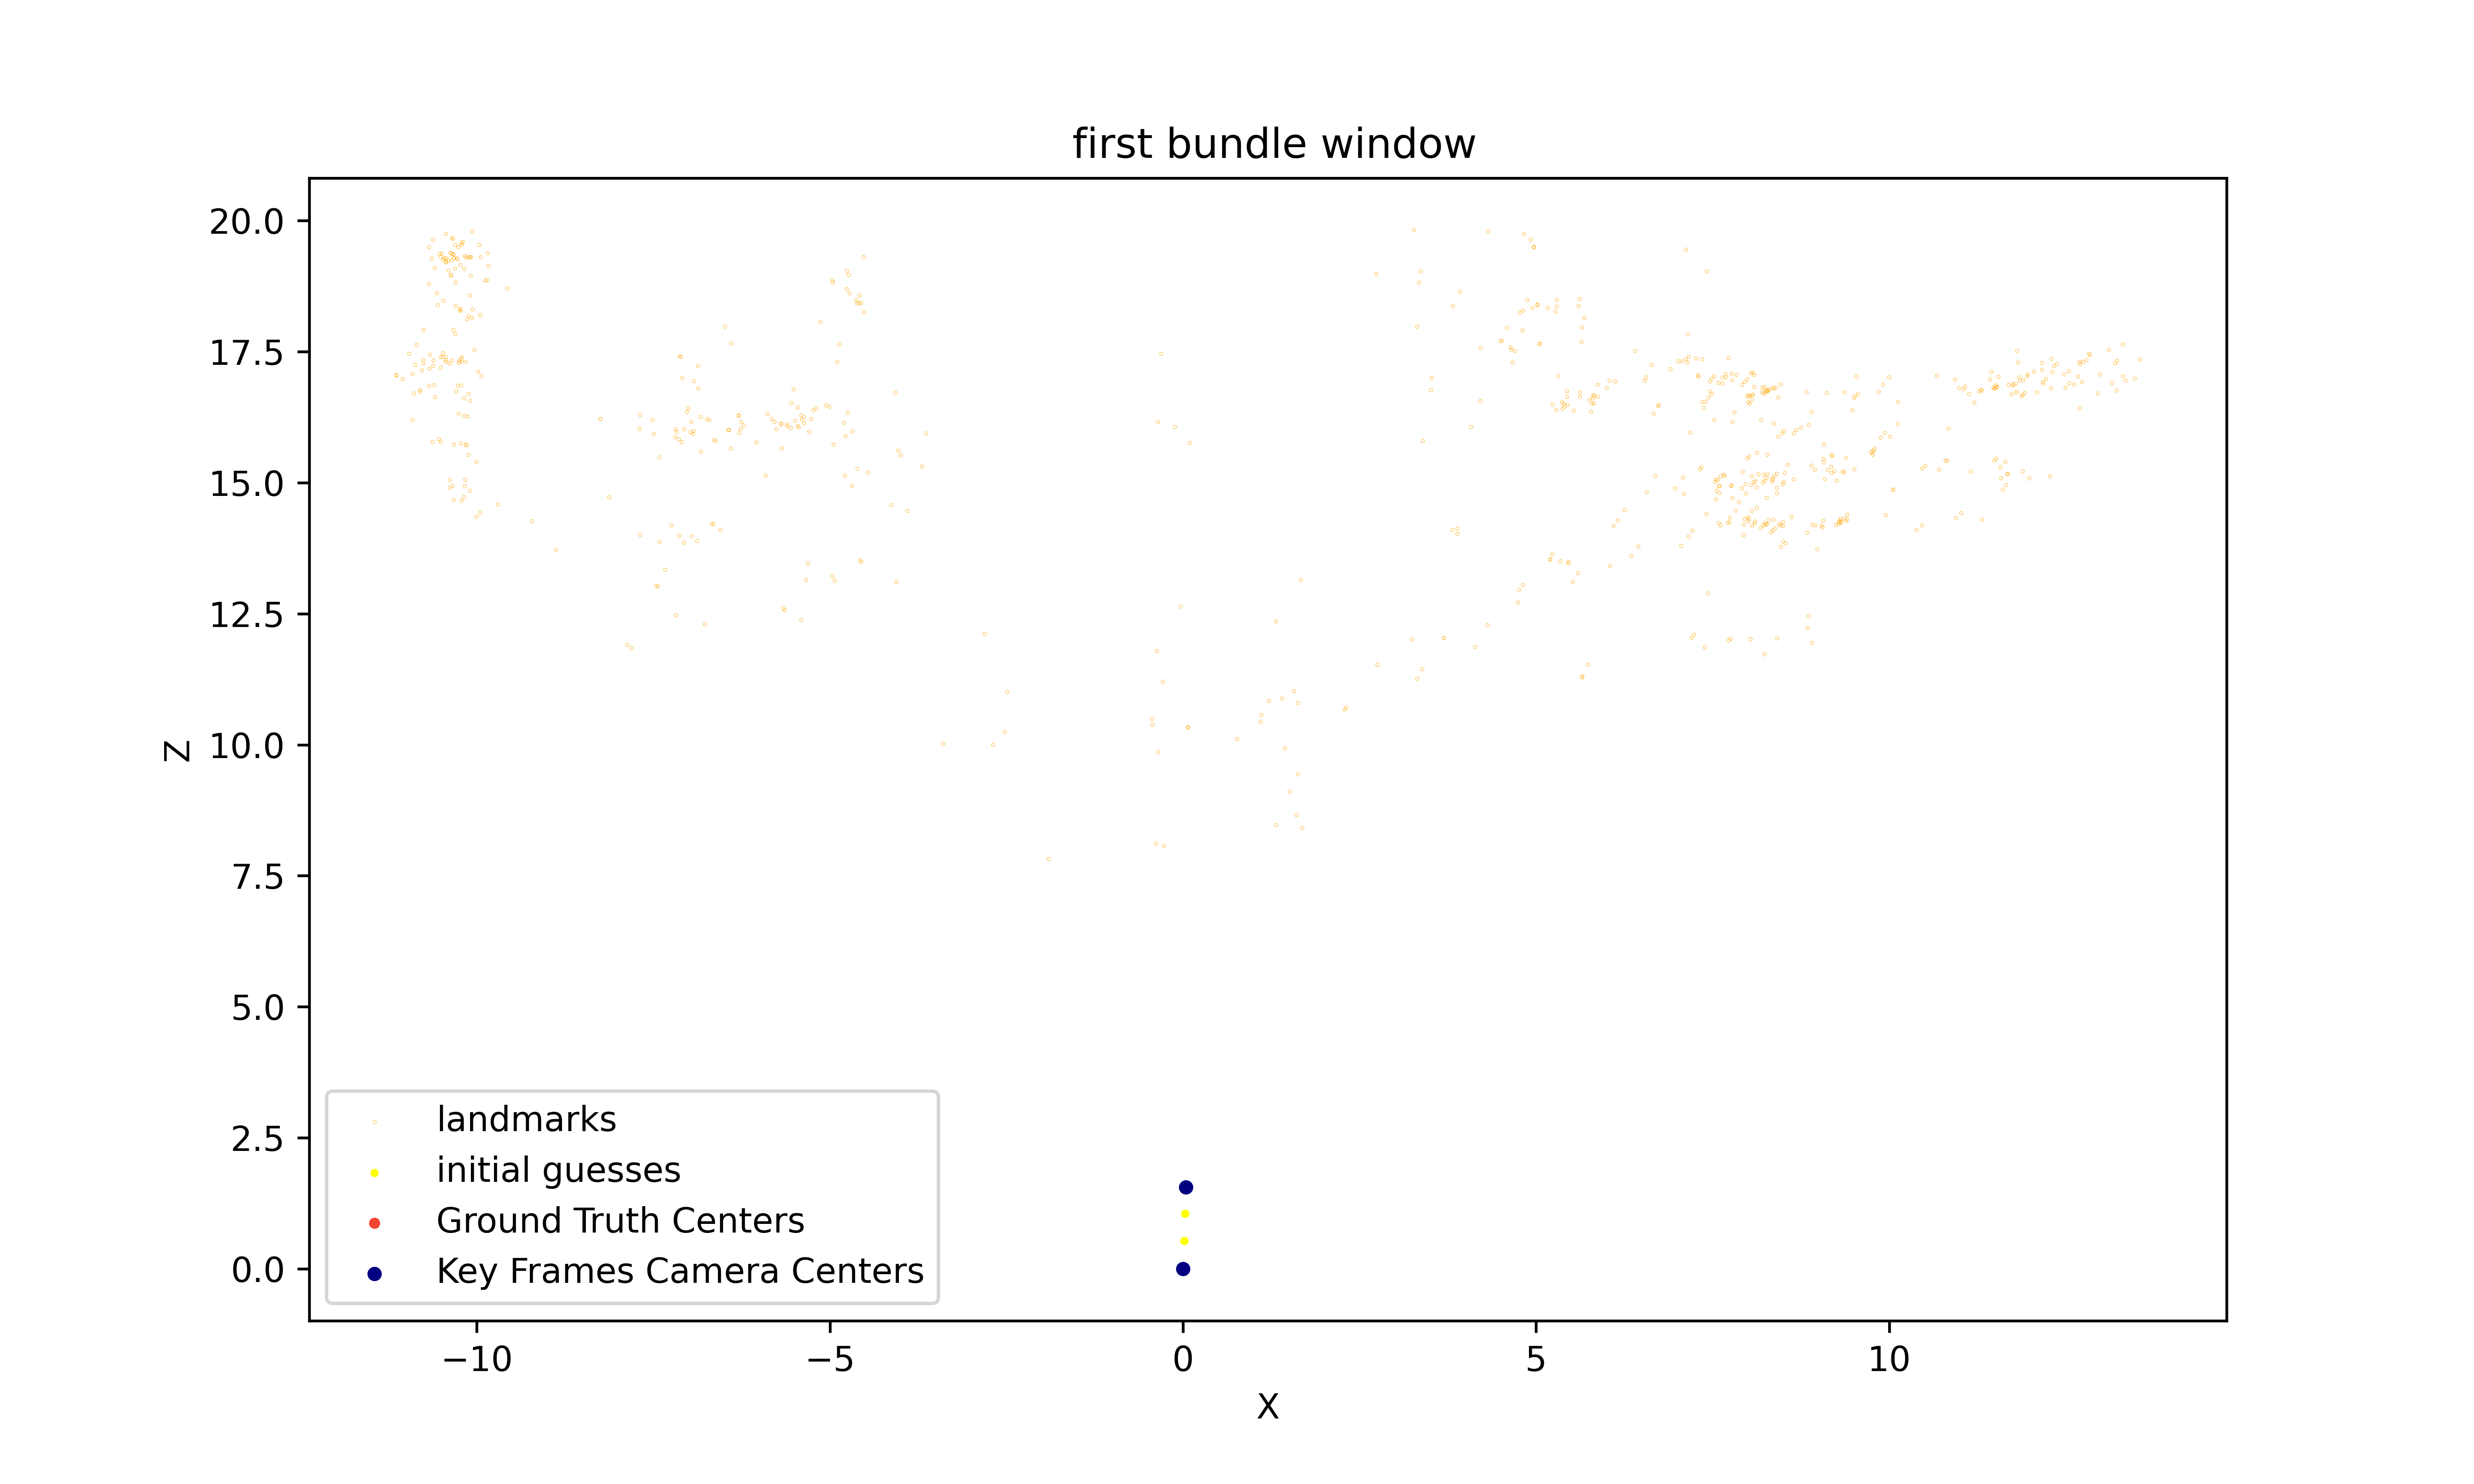 first bundle window
20.0
17.5
15.0
12.5
10.0
7.5
5.0
2.5
0.0
Z
landmarks
initial guesses
Ground Truth Centers
Key Frames Camera Centers
−10 −5 0 5 10
X